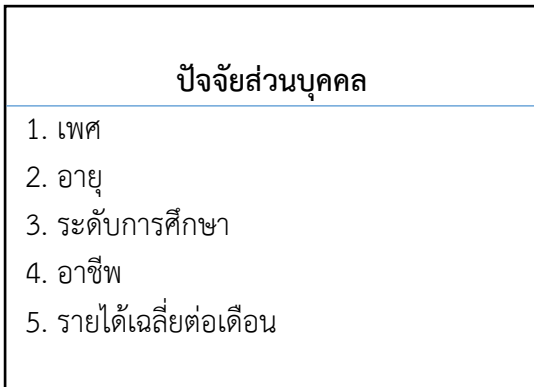 ปัจจัยส่วนบุคคล
1. เพศ
2. อายุ
3. ระดับการศึกษา
4. อาชีพ
5. รายได้เฉลี่ยต่อเดือน